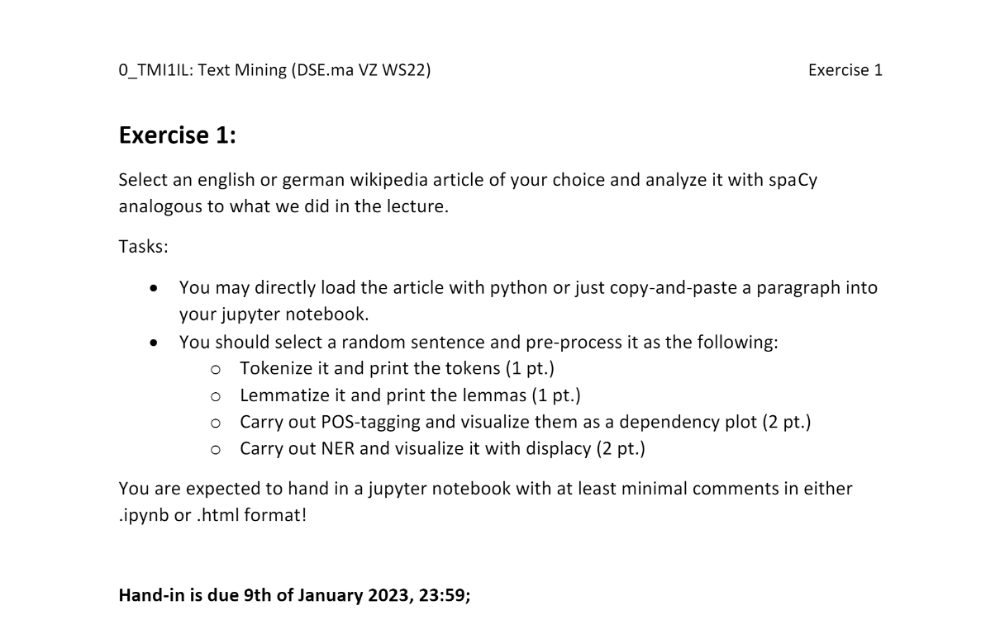 0_TMI1IL: Text Mining (DSE.ma VZ WS22) Exercise 1
Exercise 1:
Select an english or german wikipedia article of your choice and analyze it with spaCy
analogous to what we did in the lecture.
Tasks:
• You may directly load the article with python or just copy-and-paste a paragraph into
your jupyter notebook.
• You should select a random sentence and pre-process it as the following:
o Tokenize it and print the tokens (1 pt.)
o Lemmatize it and print the lemmas (1 pt.)
o Carry out POS-tagging and visualize them as a dependency plot (2 pt.)
o Carry out NER and visualize it with displacy (2 pt.)
You are expected to hand in a jupyter notebook with at least minimal comments in either
.ipynb or .html format!
Hand-in is due 9th of January 2023, 23:59;